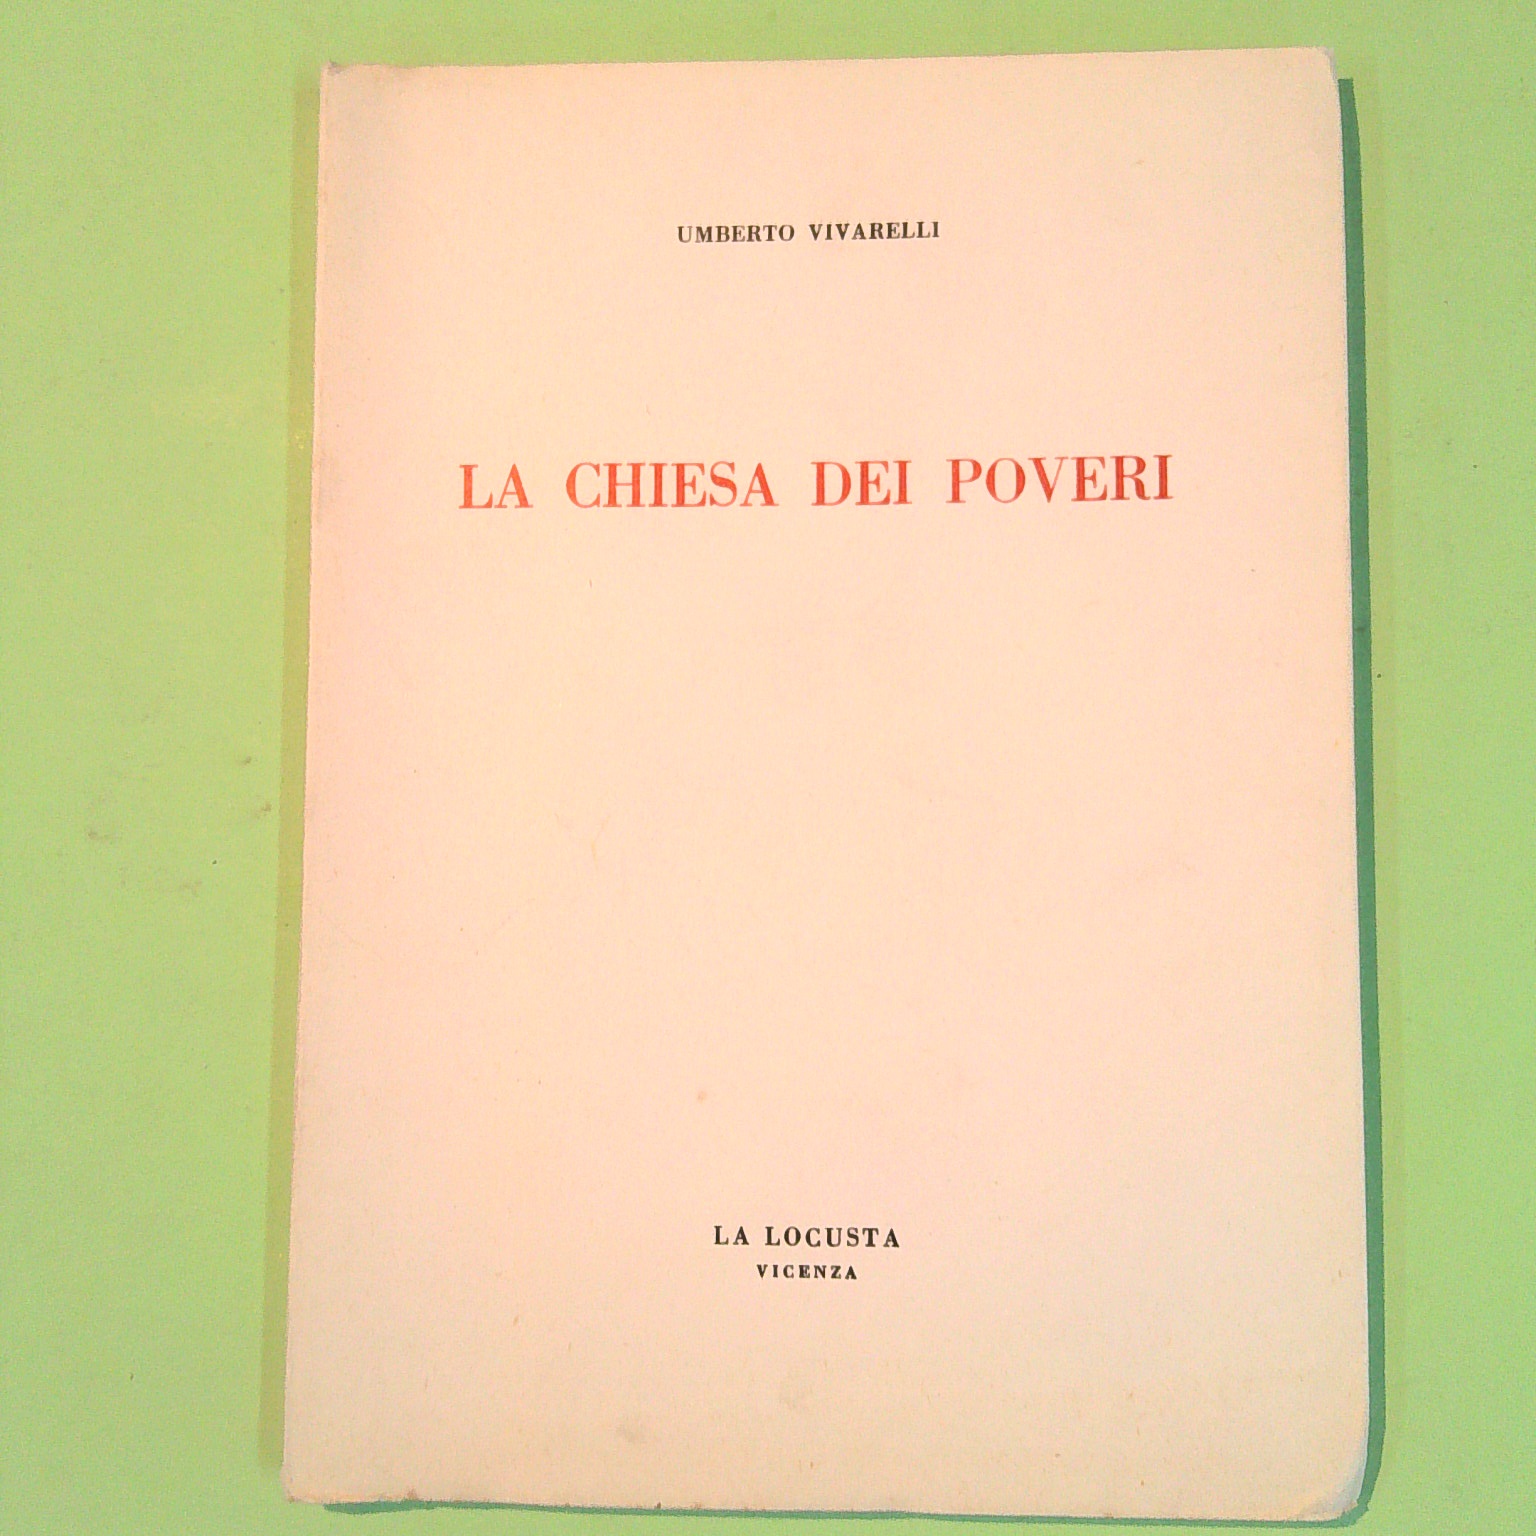 UMBERTO VIVARELLI
LA CHIESA DEI POVERI
LA LOCUSTA
VICENZA